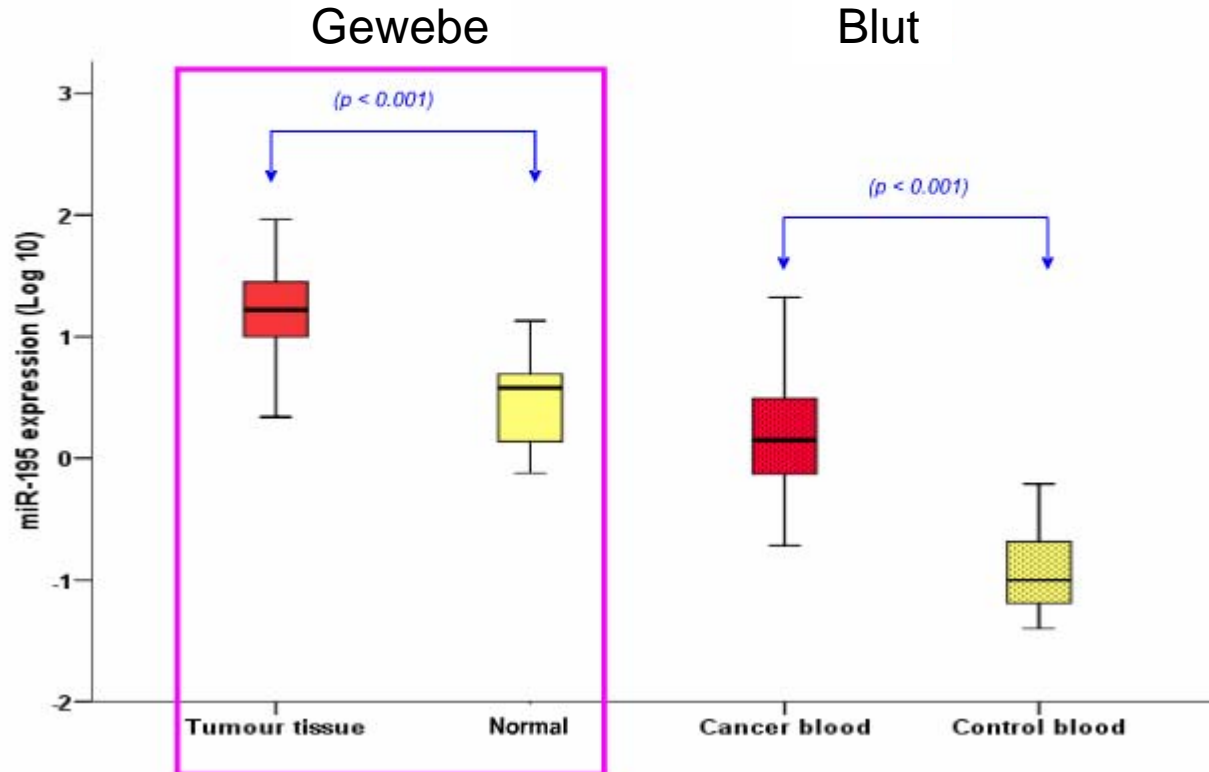 Gewebe
Blut
(p < 0.001)
(p < 0.001)
miR-195 expression (Log 10)
3
2
1
0
-1
-2
Tumour tissue
Normal
Cancer blood
Control blood